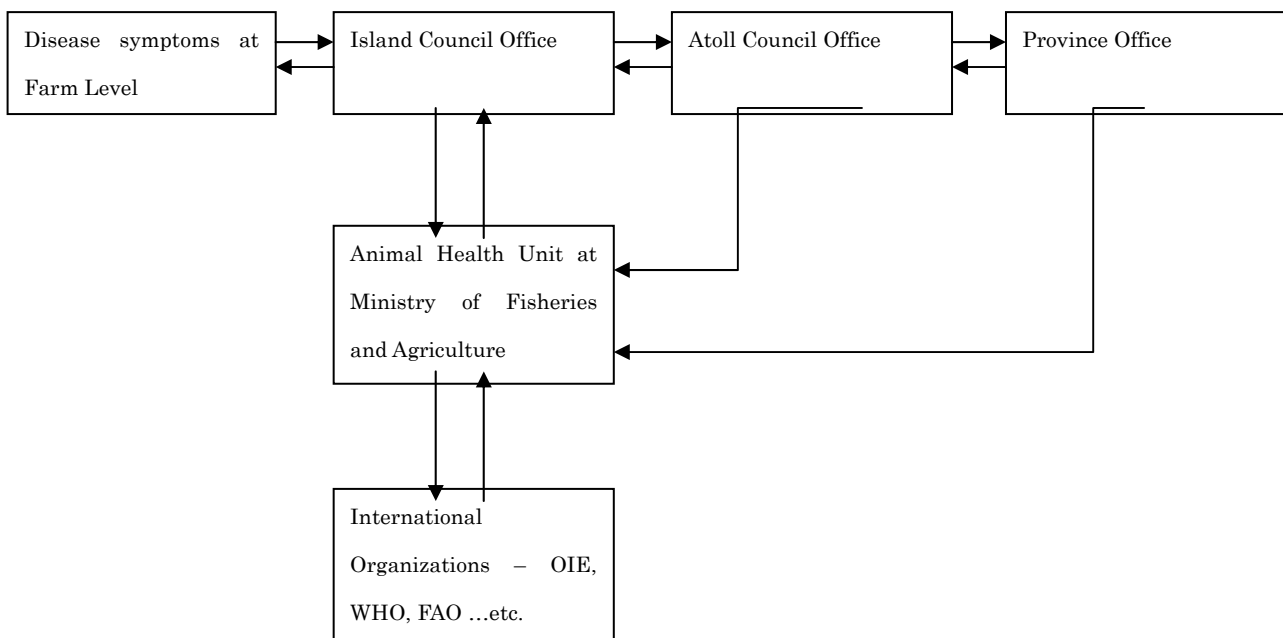 Disease symptoms at
Farm Level
Island Council Office
Atoll Council Office
Province Office
Animal Health Unit at
Ministry of Fisheries
and Agriculture
International
Organizations – OIE,
WHO, FAO …etc.